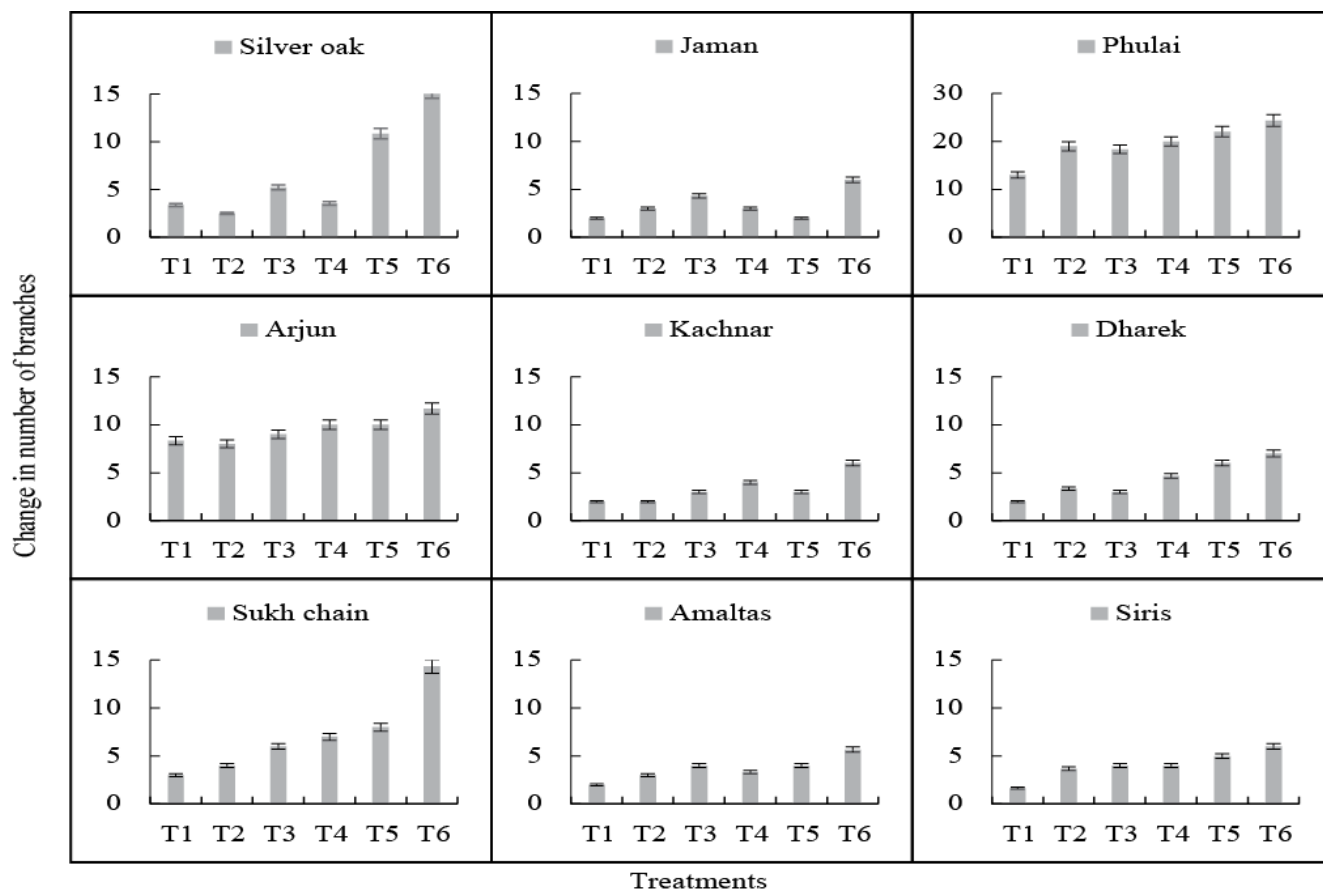 Silver oak
15
10
5
0
T1 T2 T3 T4 T5 T6
Jaman
15
10
5
0
T1 T2 T3 T4 T5 T6
Phulai
30
20
10
0
T1 T2 T3 T4 T5 T6
Change in number of branches
Arjun
15
10
5
0
T1 T2 T3 T4 T5 T6
Kachnar
15
10
5
0
T1 T2 T3 T4 T5 T6
Dharek
15
10
5
0
T1 T2 T3 T4 T5 T6
Sukh chain
15
10
5
0
T1 T2 T3 T4 T5 T6
Amaltas
15
10
5
0
T1 T2 T3 T4 T5 T6
Siris
15
10
5
0
T1 T2 T3 T4 T5 T6
Treatments